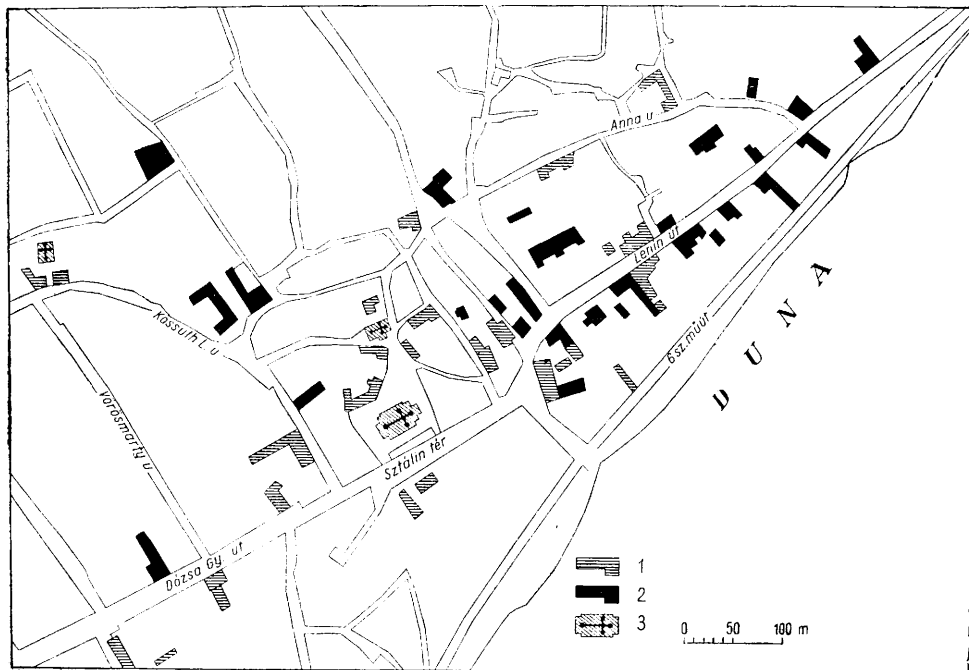 Anna u
Lenin út
Kossuth L. u
6 sz. műút
DUNA
Vörösmarty u
Sztálin tér
Dózsa Gy út
1
2
3
0 50 100 m